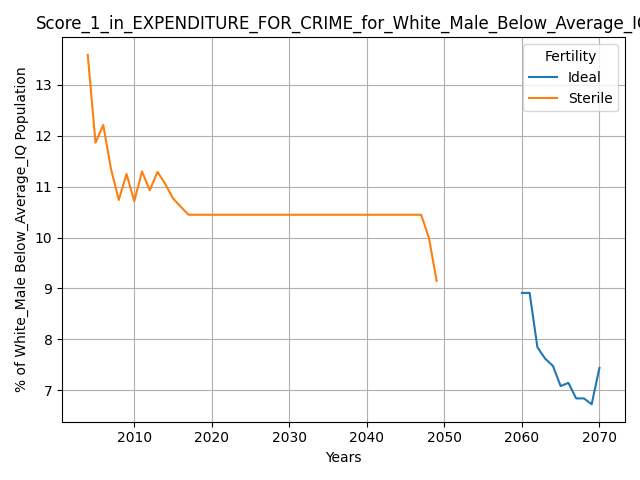 Score_1_in_EXPENDITURE_FOR_CRIME_for_White_Male_Below_Average_IQ
Fertility
Ideal
Sterile
% of White_Male Below_Average_IQ Population
13
12
11
10
9
8
7
2010 2020 2030 2040 2050 2060 2070
Years